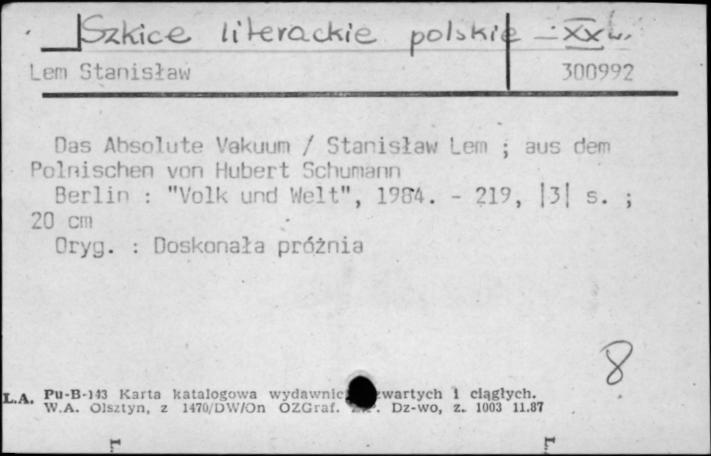 Szkice literackie polskie - XX w.
Lem Stanisław 300992
Das Absolute Vakuum / Stanisław Lem ; aus dem
Polnischen von Hubert Schumann
Berlin : "Volk und Welt", 1984. - 219, |3| s. ;
20 cm
Oryg. : Doskonała próżnia
8
L.A. Pu-B-143 Karta katalogowa wydawnic zwartych i ciągłych.
W.A. Olsztyn, z 1470/DW/On OZGraf. Dz-wo, z. 1003 11.87